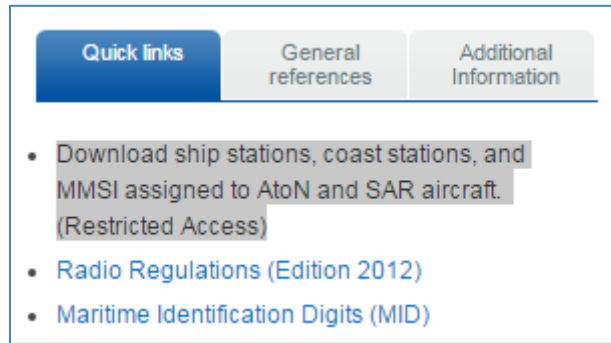 Quick links
General
references
Additional
Information
Download ship stations, coast stations, and
MMSI assigned to AtoN and SAR aircraft.
(Restricted Access)
Radio Regulations (Edition 2012)
Maritime Identification Digits (MID)